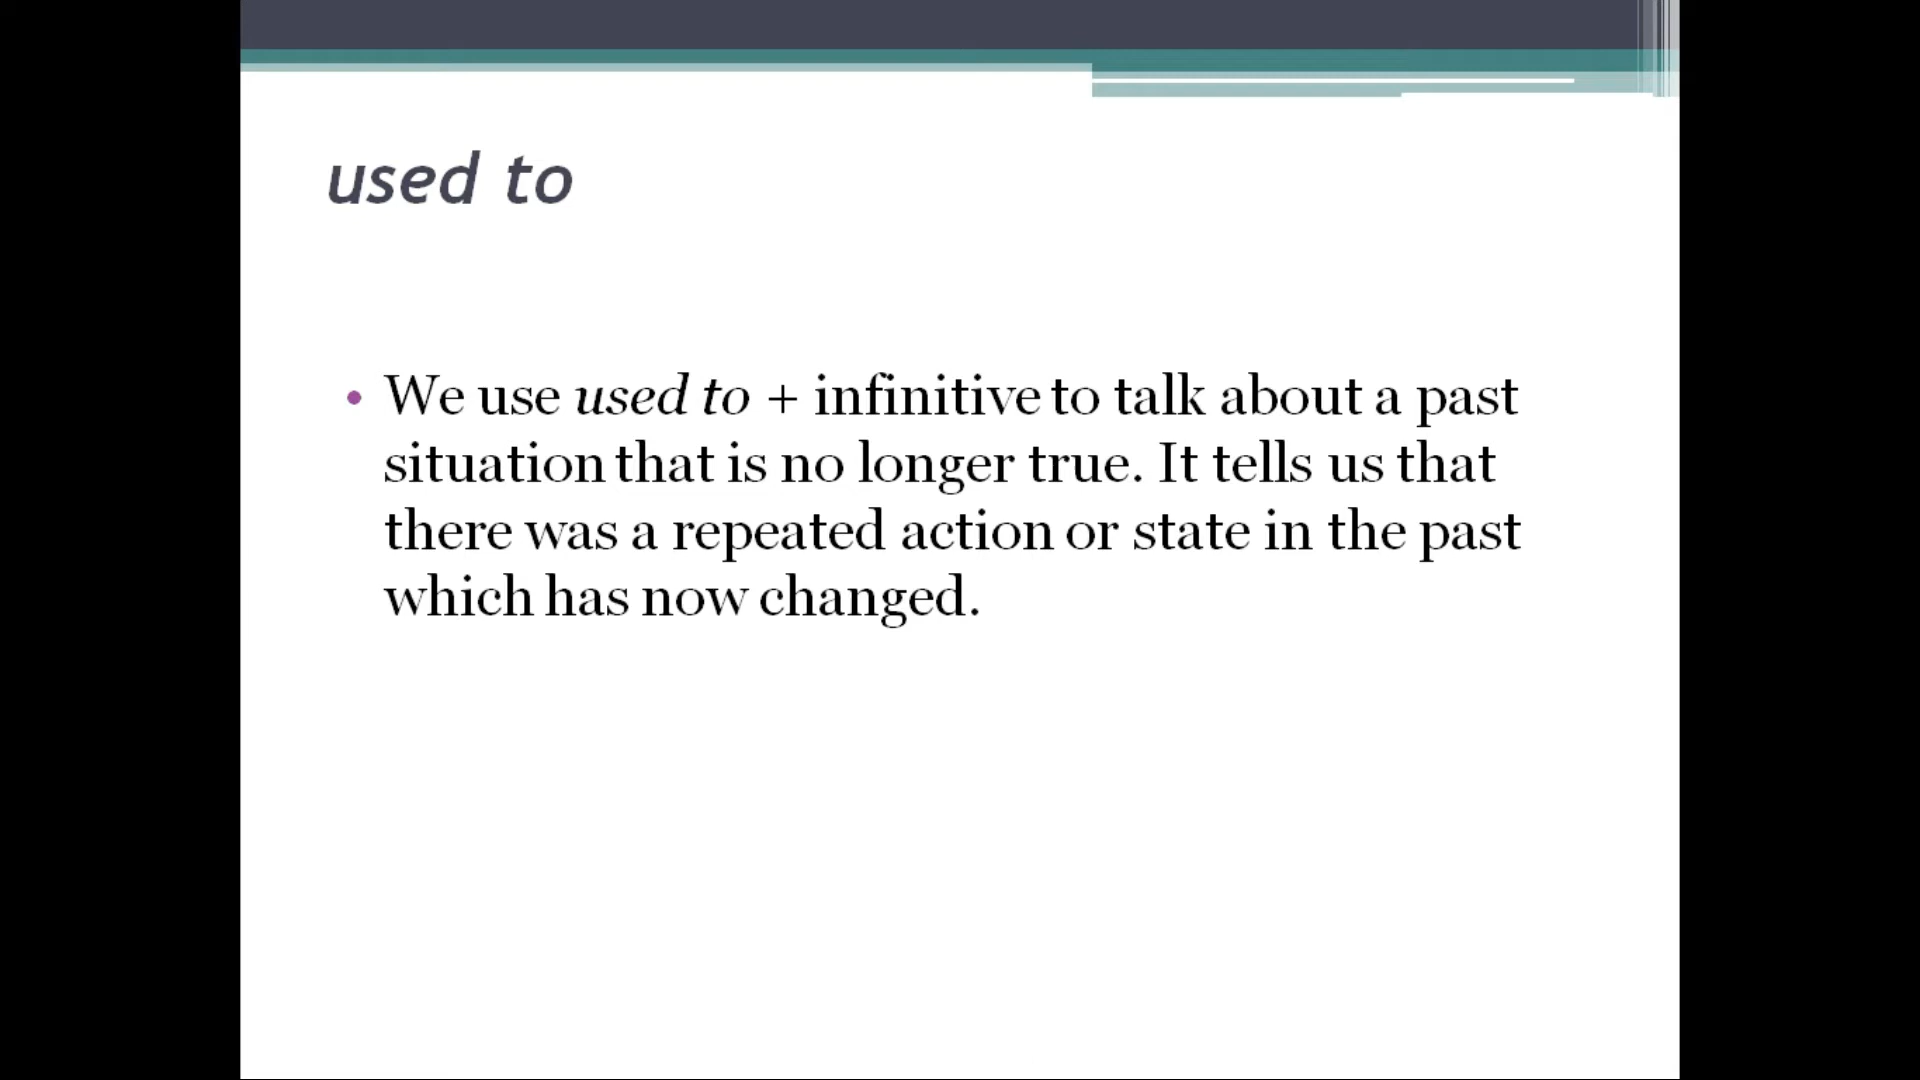 used to
• We use used to + infinitive to talk about a past
situation that is no longer true. It tells us that
there was a repeated action or state in the past
which has now changed.